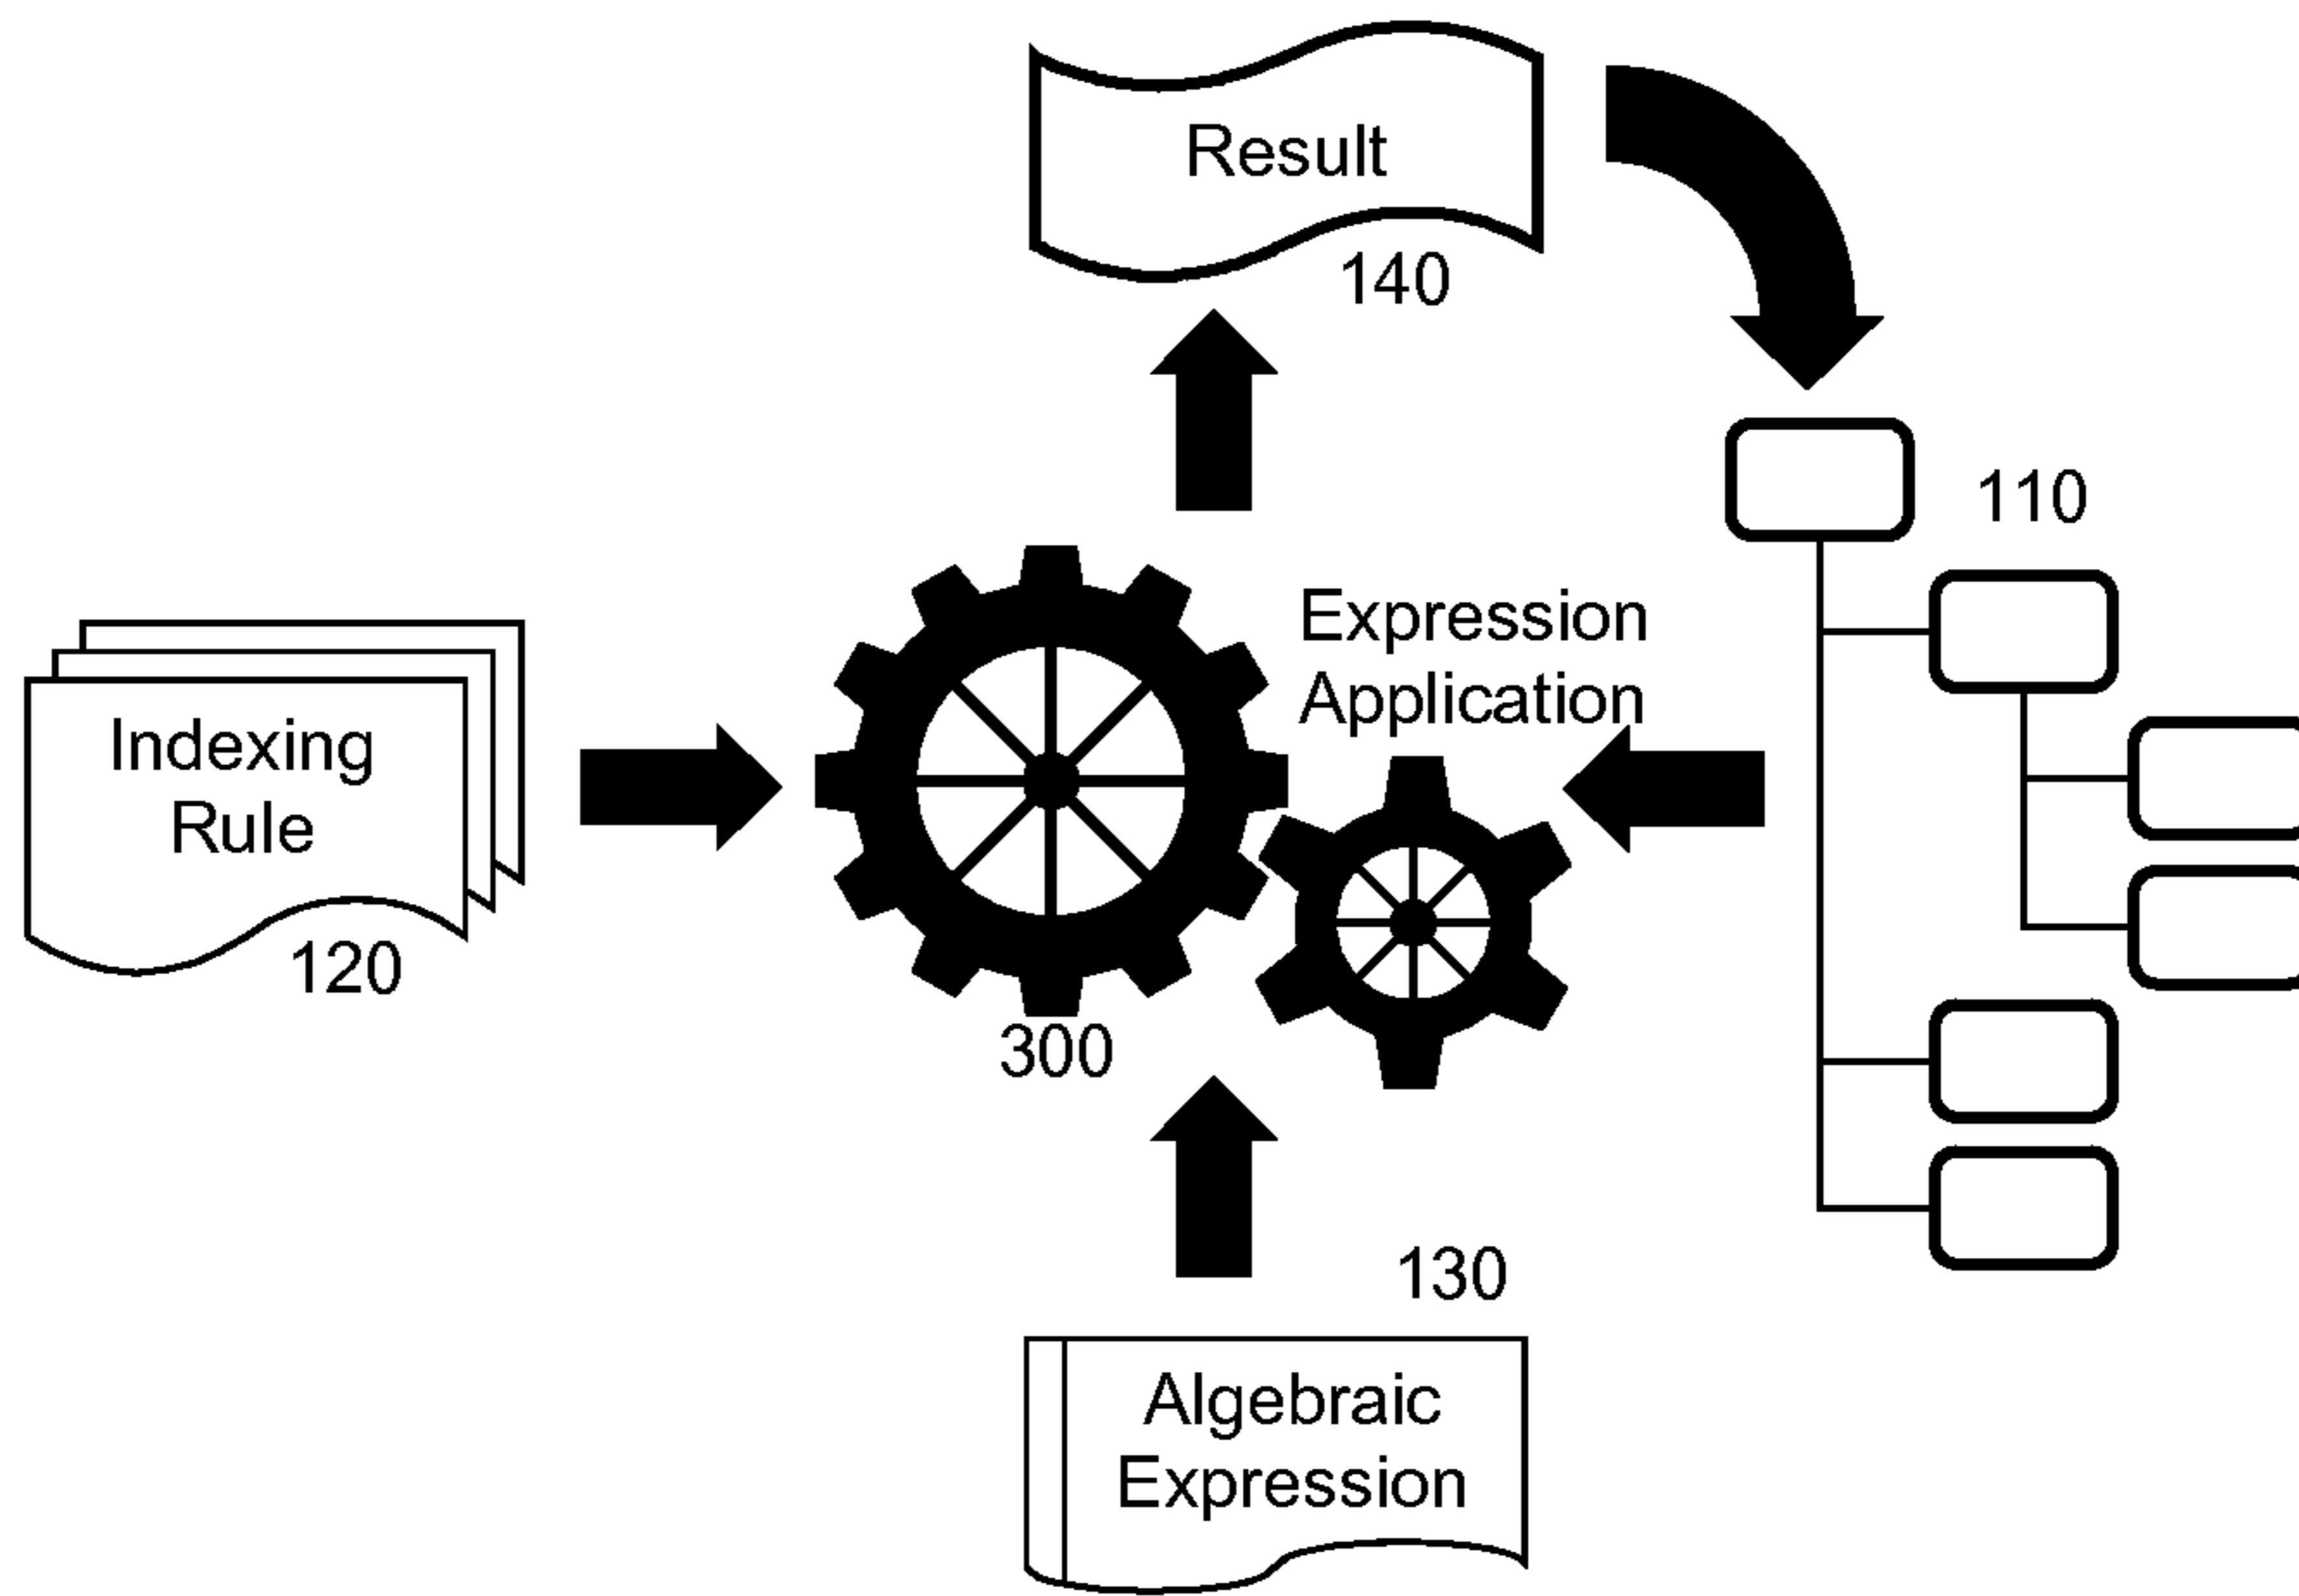 Result
140
110
Expression
Application
Indexing
Rule
120
300
130
Algebraic
Expression